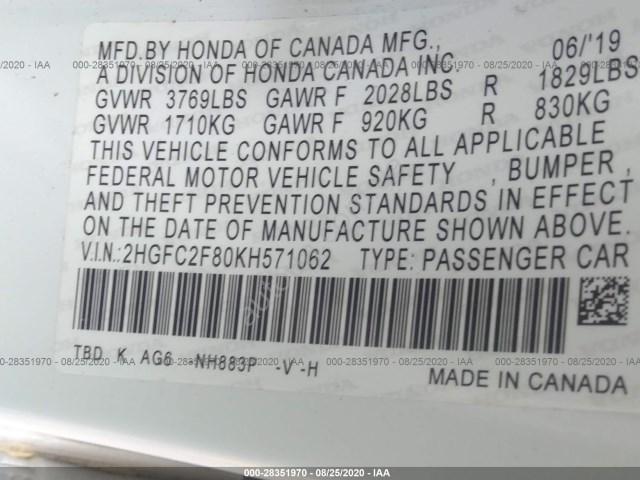 MFD.BY HONDA OF CANADA MFG., 06/'19
A DIVISION OF HONDA CANADA INC.
GVWR 3769LBS GAWR F 2028LBS R 1829LBS
GVWR 1710KG GAWR F 920KG R 830KG
THIS VEHICLE CONFORMS TO ALL APPLICABLE
FEDERAL MOTOR VEHICLE SAFETY , BUMPER ,
AND THEFT PREVENTION STANDARDS IN EFFECT
ON THE DATE OF MANUFACTURE SHOWN ABOVE.
V.I.N.:2HGFC2F80KH571062 TYPE: PASSENGER CAR
TBD K AG6 NH883P -V -H
MADE IN CANADA
000-28351970 - 08/25/2020 - IAA